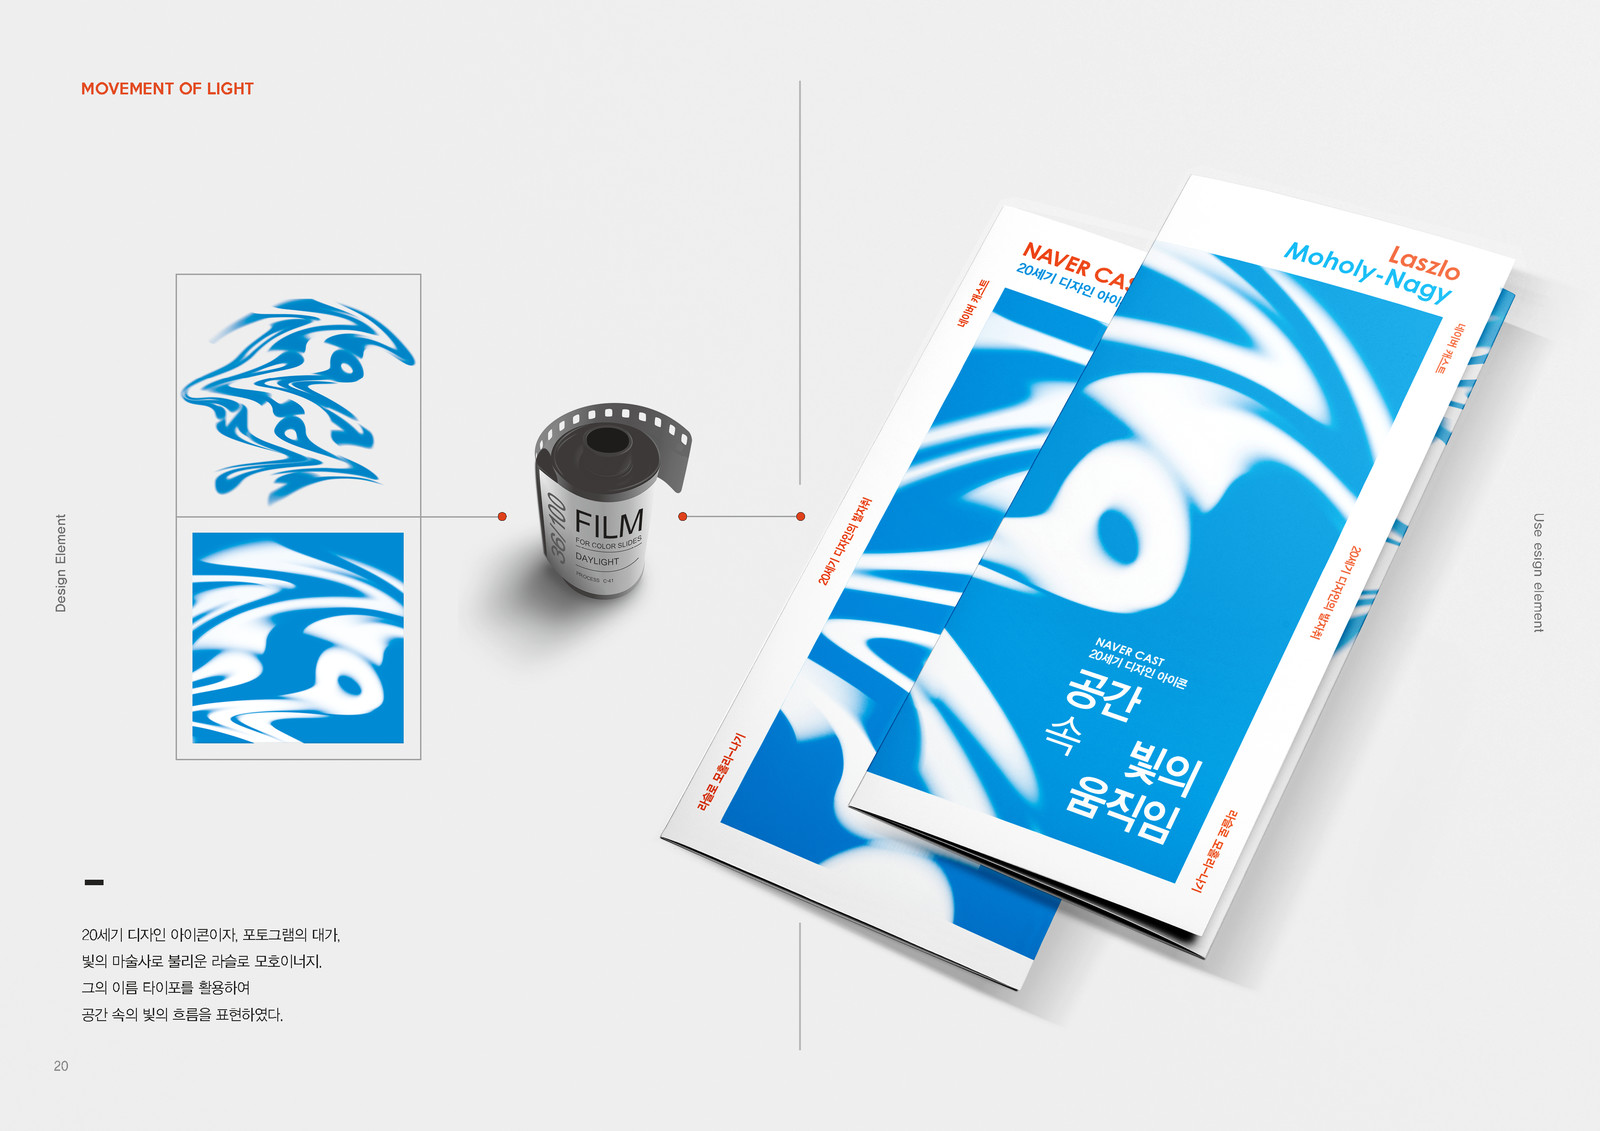 MOVEMENT OF LIGHT
Design Element
36/100
FILM
FOR COLOR SLIDES
DAYLIGHT
PROCESS C-41
NAVER CAS
20세기 디자인 아이
네이버 캐스트
20세기 디자인의 발자취
라슬로 모홀리-나기
Laszlo
Moholy-Nagy
네이버 캐스트
20세기 디자인의 발자취
라슬로 모홀리-나기
NAVER CAST
20세기 디자인 아이콘
공간
속
빛의
움직임
Use esign element
20세기 디자인 아이콘이자, 포토그램의 대가,
빛의 마술사로 불리운 라슬로 모호이너지.
그의 이름 타이포를 활용하여
공간 속의 빛의 흐름을 표현하였다.
20